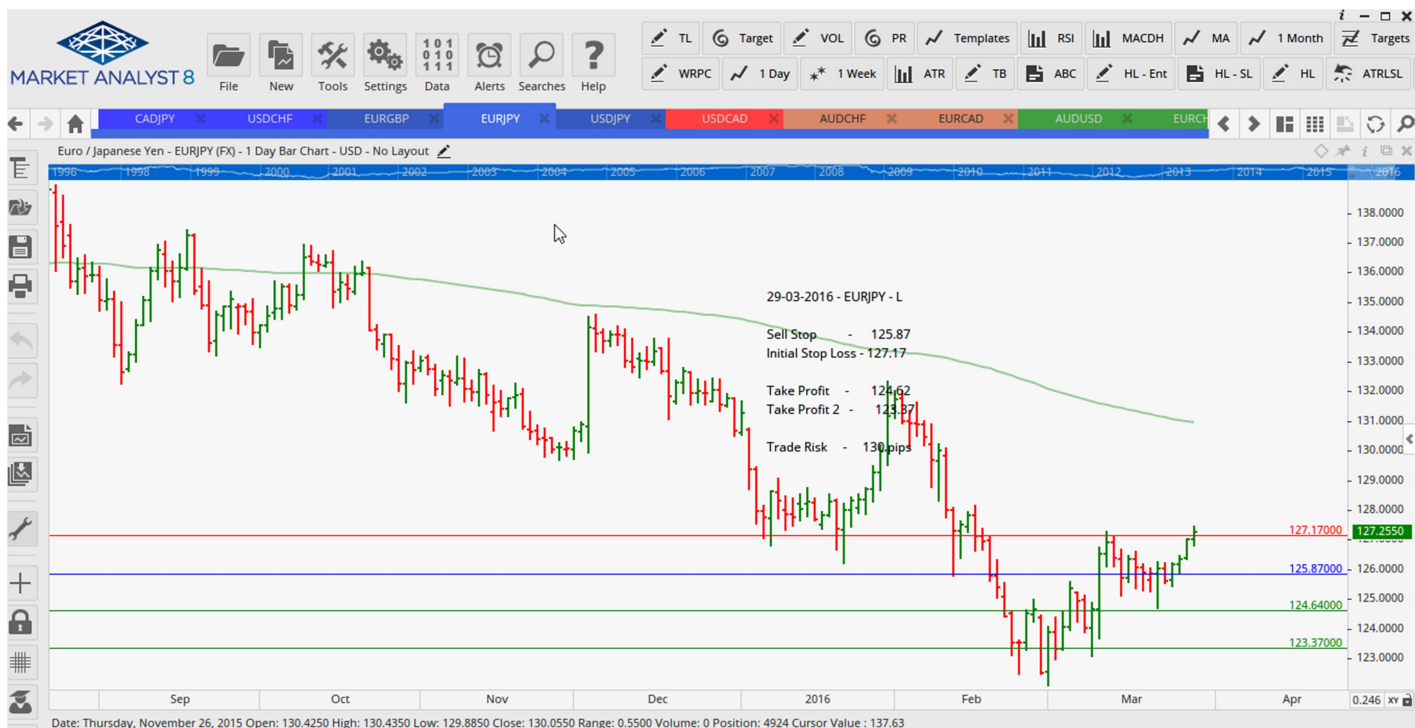 MARKET ANALYST 8
File
New
Tools
Settings
101
010
111
Data
Alerts
Searches
?
Help
TL
Target
VOL
PR
Templates
RSI
MACDH
MA
1 Month
Targets
WRPC
1 Day
1 Week
ATR
TB
ABC
HL - Ent
HL - SL
HL
ATRLSL
CADJPY
USDCHF
EURGBP
EURJPY
USDJPY
USDCAD
AUDCHF
EURCAD
AUDUSD
EURCH
Euro / Japanese Yen - EURJPY (FX) - 1 Day Bar Chart - USD - No Layout
1996 1998 1999 2000 2001 2002 2003 2004 2005 2006 2007 2008 2009 2010 2011 2012 2013 2014 2015 2016
29-03-2016 - EURJPY - L
Sell Stop - 125.87
Initial Stop Loss - 127.17
Take Profit - 124.62
Take Profit 2 - 123.37
Trade Risk - 130 pips
138.0000
137.0000
136.0000
135.0000
134.0000
133.0000
132.0000
131.0000
130.0000
129.0000
128.0000
127.17000
127.2550
126.0000
125.87000
125.0000
124.64000
124.0000
123.37000
123.0000
Sep Oct Nov Dec 2016 Feb Mar Apr
0.246 XY
Date: Thursday, November 26, 2015 Open: 130.4250 High: 130.4350 Low: 129.8850 Close: 130.0550 Range: 0.5500 Volume: 0 Position: 4924 Cursor Value : 137.63